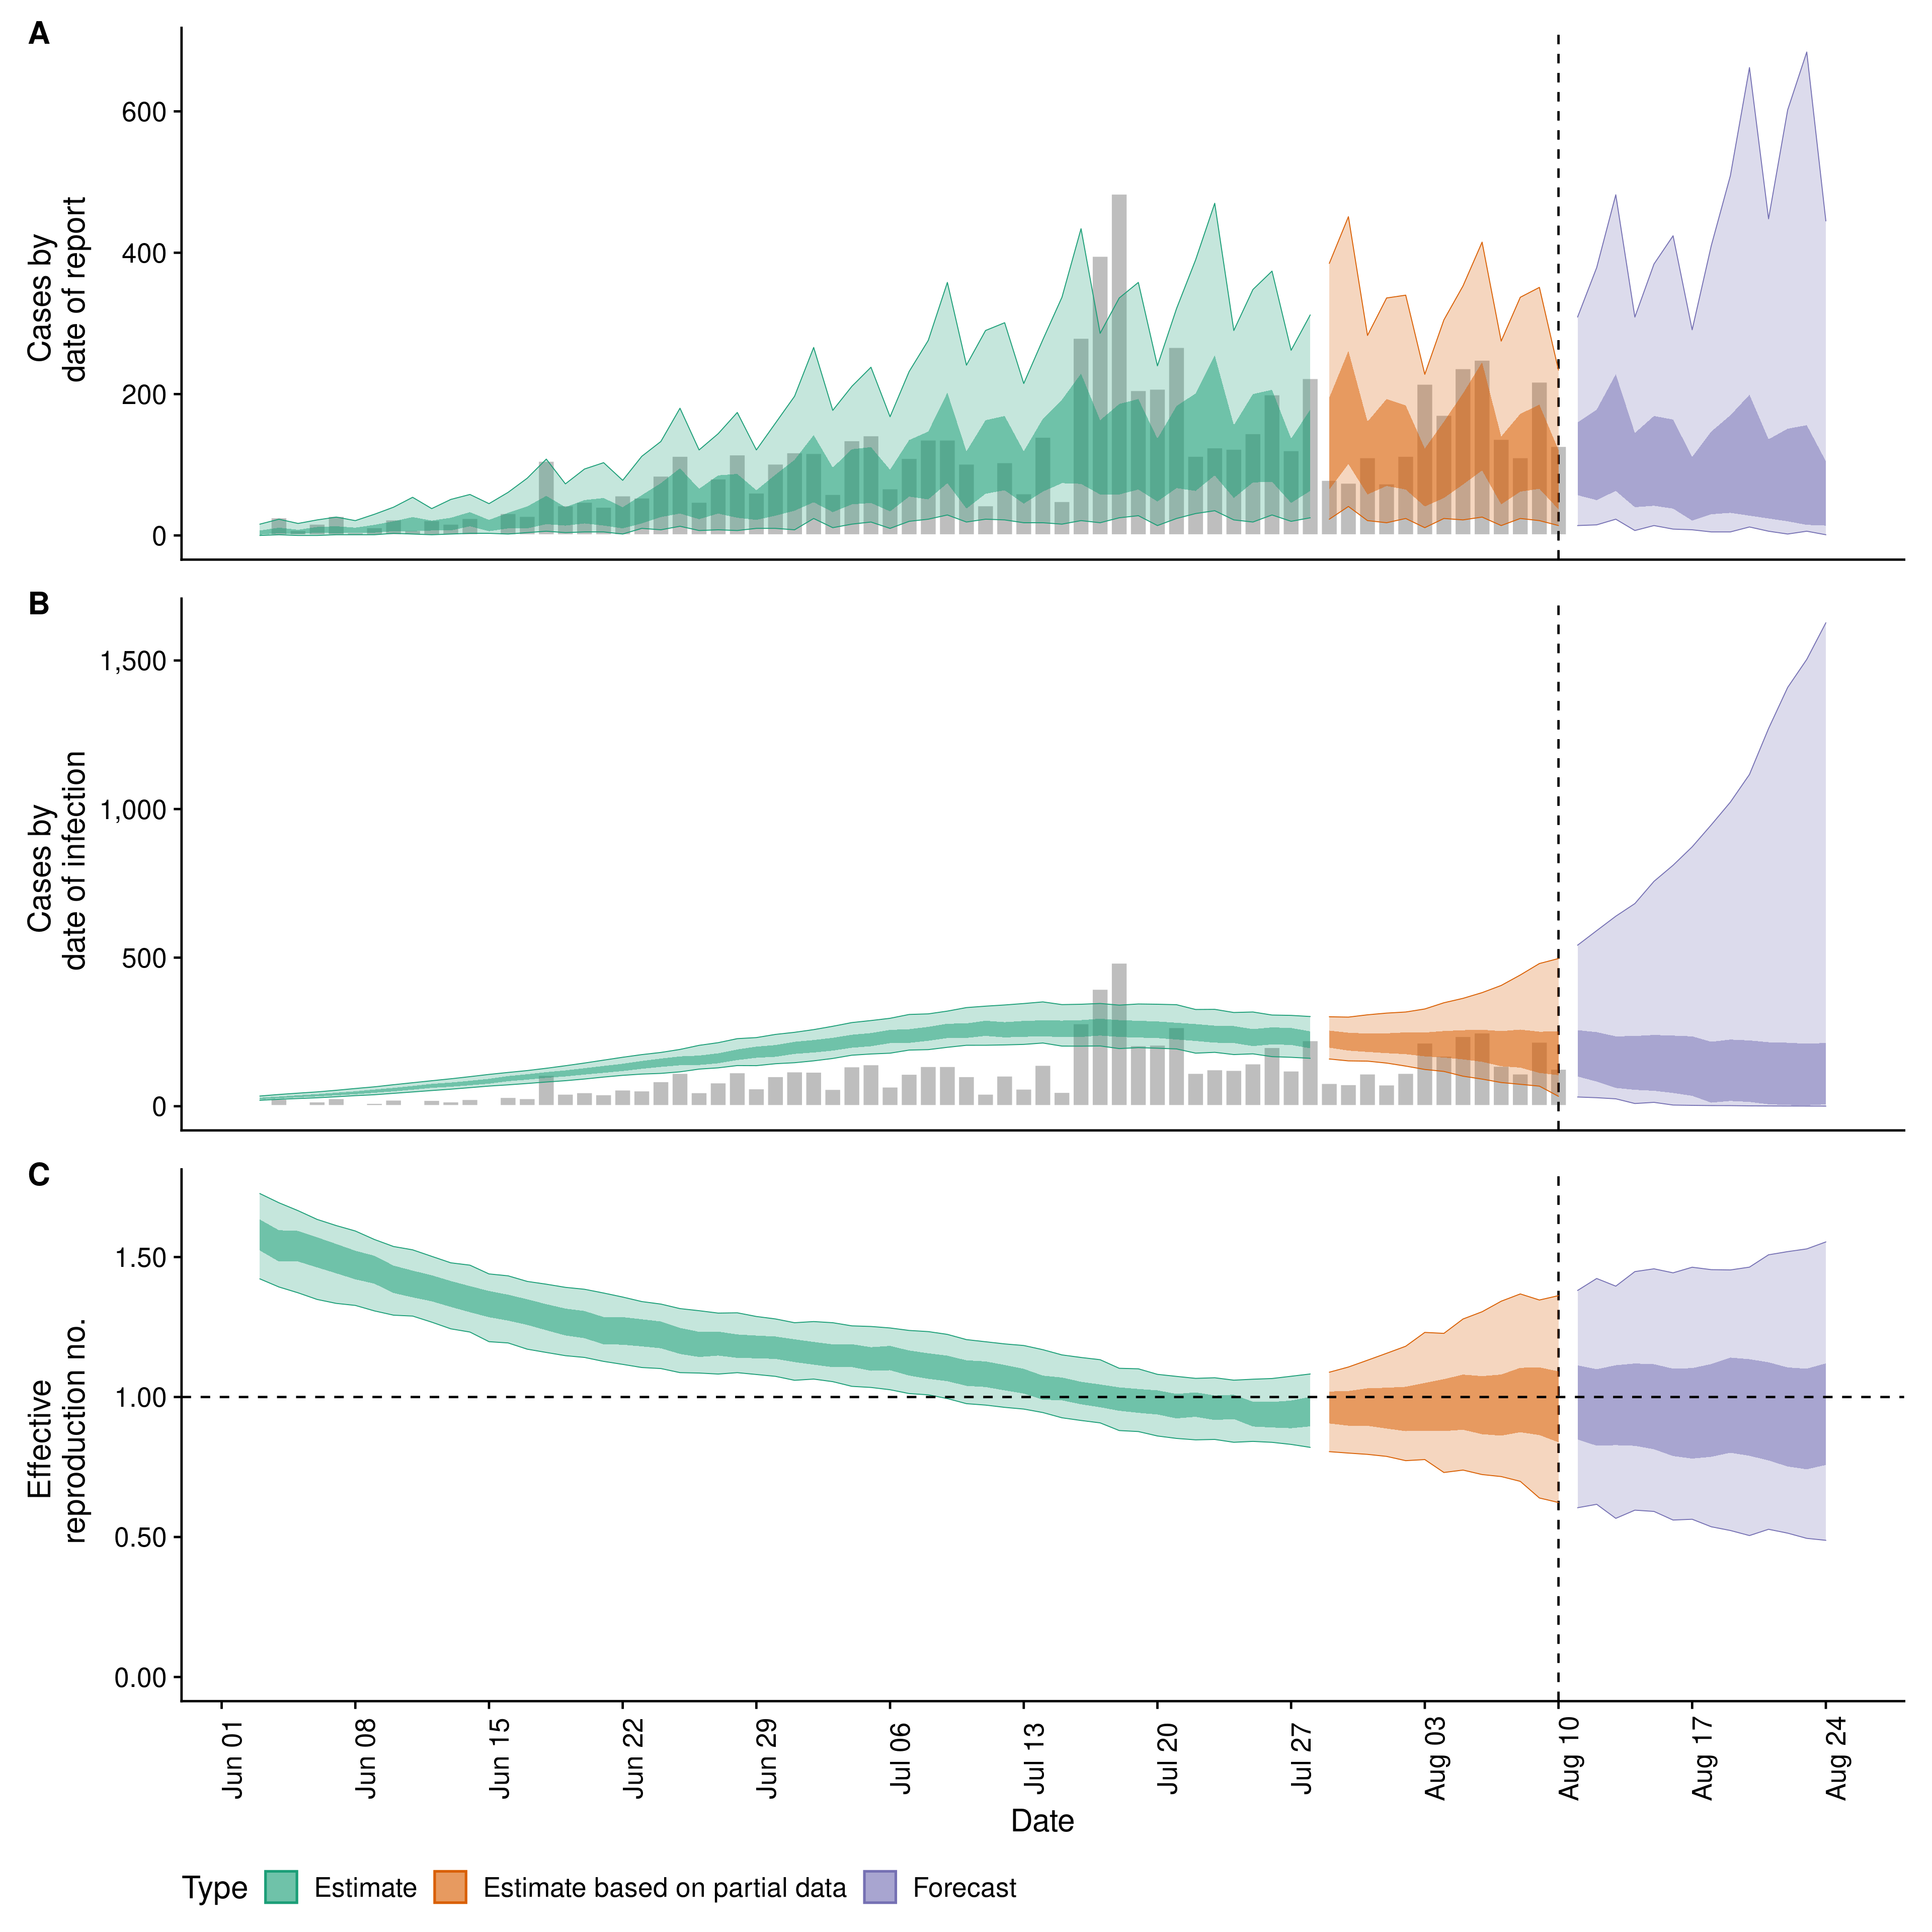 A
Cases by
date of report
600
400
200
0
B
Cases by
date of infection
1,500
1,000
500
0
C
Effective
reproduction no.
1.50
1.00
0.50
0.00
Jun 01
Jun 08
Jun 15
Jun 22
Jun 29
Jul 06
Jul 13
Jul 20
Jul 27
Aug 03
Aug 10
Aug 17
Aug 24
Date
Type
Estimate
Estimate based on partial data
Forecast